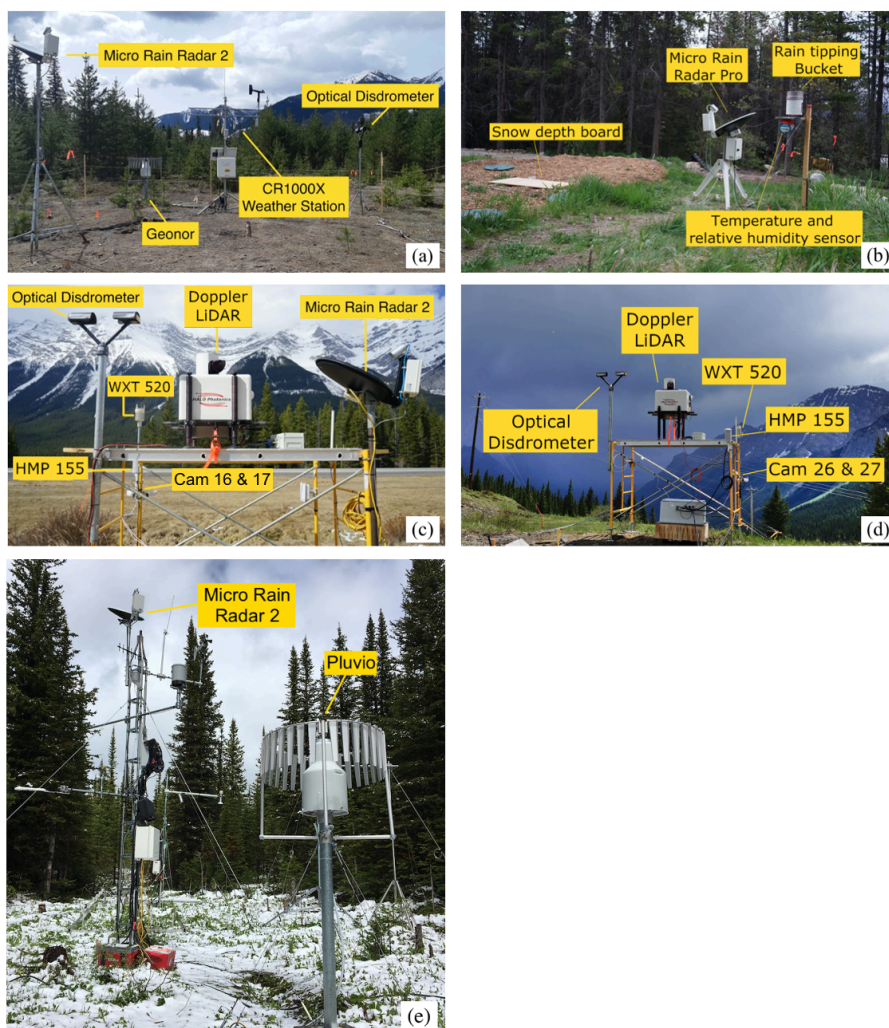 Micro Rain Radar 2
Optical Disdrometer
CR1000X
Weather Station
Geonor
(a)
Micro Rain
Radar Pro
Rain tipping
Bucket
Snow depth board
Temperature and
relative humidity sensor
(b)
Optical Disdrometer
Doppler
LiDAR
Micro Rain Radar 2
WXT 520
HALO Photonics
HMP 155
Cam 16 & 17
(c)
Doppler
LiDAR
WXT 520
Optical
Disdrometer
HMP 155
Cam 26 & 27
(d)
Micro Rain
Radar 2
Pluvio
(e)